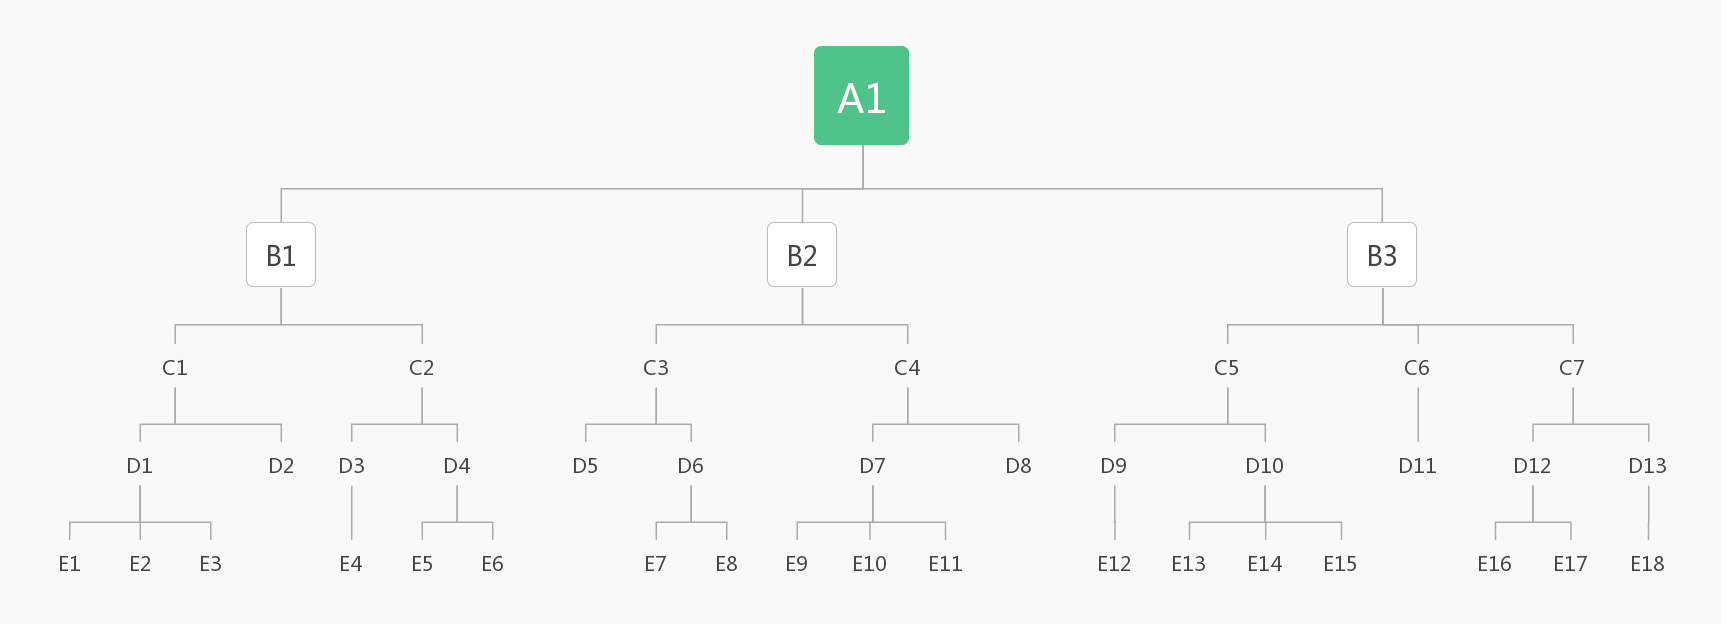 A1
B1 B2 B3
C1 C2 C3 C4 C5 C6 C7
D1 D2 D3 D4 D5 D6 D7 D8 D9 D10 D11 D12 D13
E1 E2 E3 E4 E5 E6 E7 E8 E9 E10 E11 E12 E13 E14 E15 E16 E17 E18